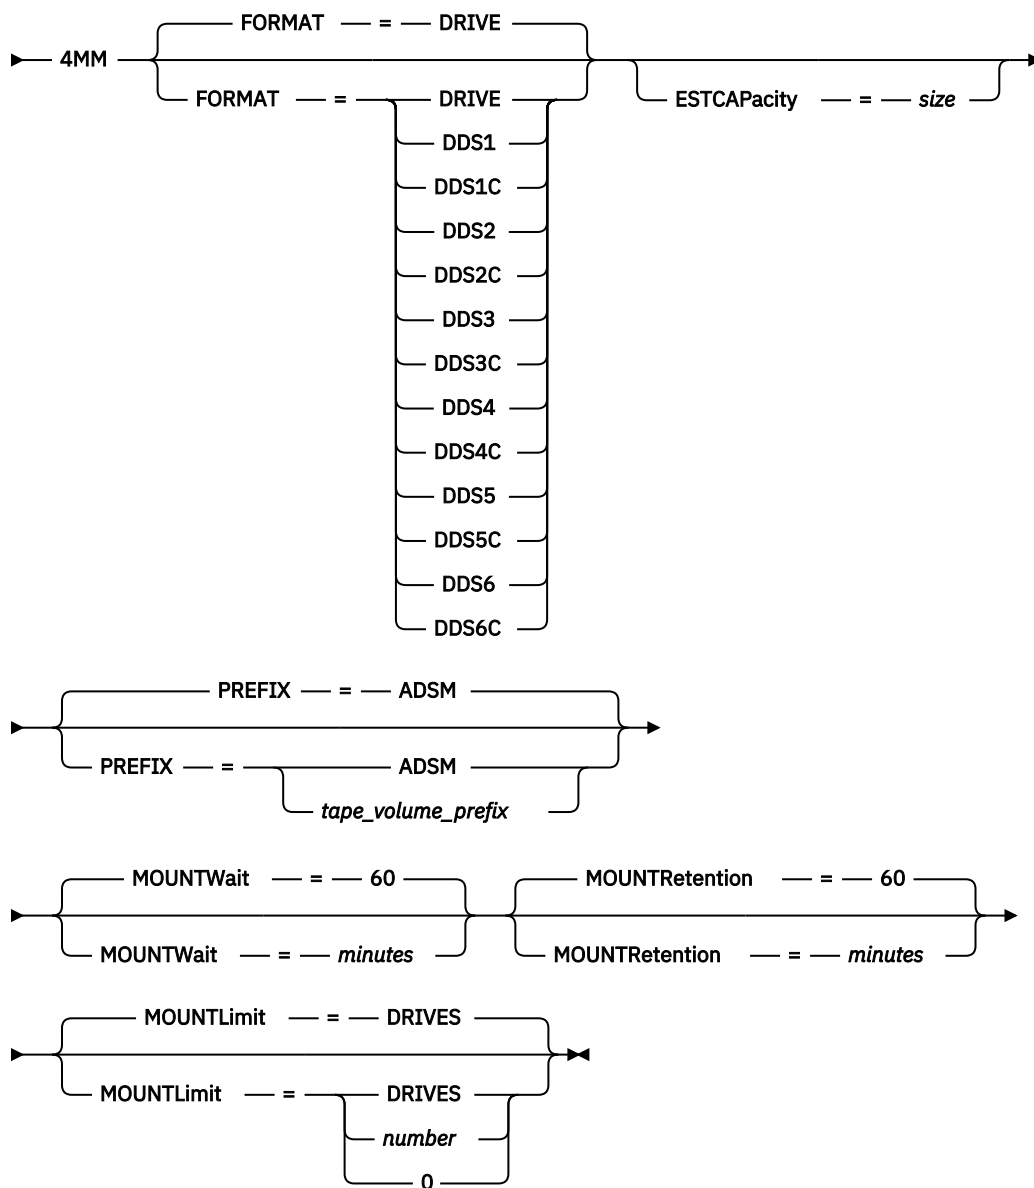 FORMAT = DRIVE
4MM
FORMAT = DRIVE
ESTCAPacity = size
DDS1
DDS1C
DDS2
DDS2C
DDS3
DDS3C
DDS4
DDS4C
DDS5
DDS5C
DDS6
DDS6C
PREFIX = ADSM
PREFIX = ADSM
tape_volume_prefix
MOUNTWait = 60 MOUNTRetention = 60
MOUNTWait = minutes MOUNTRetention = minutes
MOUNTLimit = DRIVES
MOUNTLimit = DRIVES
number
0